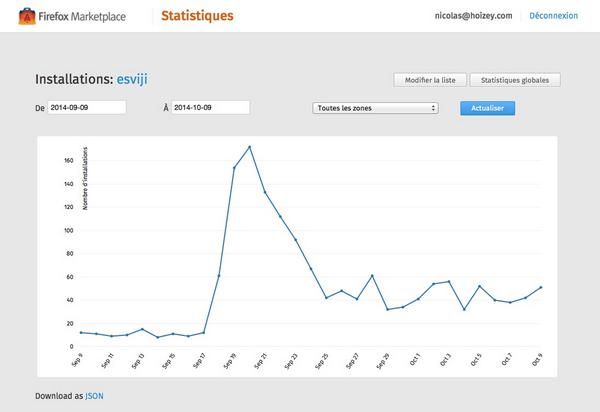 Firefox Marketplace
Statistiques
nicolas@hoizey.com
Déconnexion
Installations: esviji
Modifier la liste
Statistiques globales
De 2014-09-09
À 2014-10-09
Toutes les zones
Actualiser
Nombre d'installations
160
140
120
100
80
60
40
20
0
Sep 9
Sep 11
Sep 13
Sep 15
Sep 17
Sep 19
Sep 21
Sep 23
Sep 25
Sep 27
Sep 29
Oct 1
Oct 3
Oct 5
Oct 7
Oct 9
Download as JSON